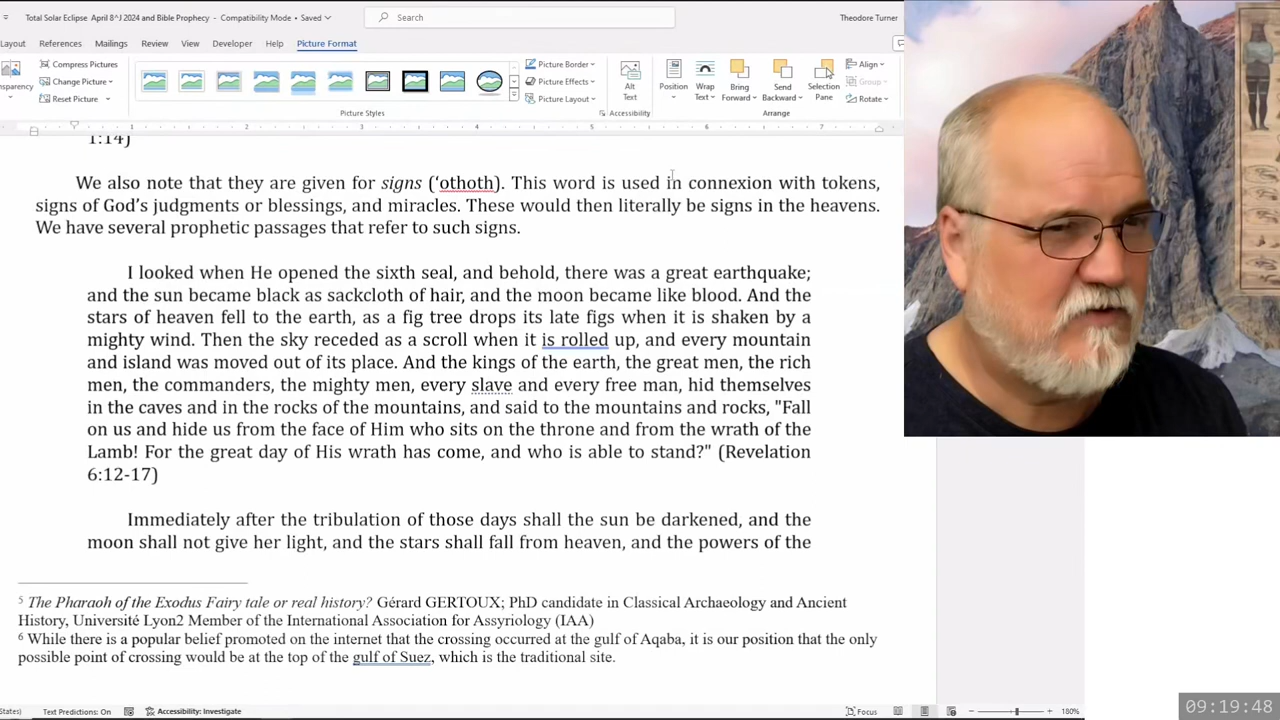 Total Solar Eclipse April 8^J 2024 and Bible Prophecy - Compatibility Mode • Saved
Search
Theodore Turner
Layout References Mailings Review View Developer Help Picture Format
Compress Pictures
Change Picture
Reset Picture
nsparency
Picture Border
Picture Effects
Picture Layout
Alt Text
Position
Wrap Text
Bring Forward
Send Backward
Selection Pane
Align
Group
Rotate
Picture Styles
Accessibility
Arrange
2 3 4 5 6 7
1:14)
We also note that they are given for signs (‘othoth). This word is used in connexion with tokens,
signs of God’s judgments or blessings, and miracles. These would then literally be signs in the heavens.
We have several prophetic passages that refer to such signs.
I looked when He opened the sixth seal, and behold, there was a great earthquake;
and the sun became black as sackcloth of hair, and the moon became like blood. And the
stars of heaven fell to the earth, as a fig tree drops its late figs when it is shaken by a
mighty wind. Then the sky receded as a scroll when it is rolled up, and every mountain
and island was moved out of its place. And the kings of the earth, the great men, the rich
men, the commanders, the mighty men, every slave and every free man, hid themselves
in the caves and in the rocks of the mountains, and said to the mountains and rocks, "Fall
on us and hide us from the face of Him who sits on the throne and from the wrath of the
Lamb! For the great day of His wrath has come, and who is able to stand?" (Revelation
6:12-17)
Immediately after the tribulation of those days shall the sun be darkened, and the
moon shall not give her light, and the stars shall fall from heaven, and the powers of the
5 The Pharaoh of the Exodus Fairy tale or real history? Gérard GERTOUX; PhD candidate in Classical Archaeology and Ancient
History, Université Lyon2 Member of the International Association for Assyriology (IAA)
6 While there is a popular belief promoted on the internet that the crossing occurred at the gulf of Aqaba, it is our position that the only
possible point of crossing would be at the top of the gulf of Suez, which is the traditional site.
States) Text Predictions: On Accessibility: Investigate Focus 180%
09:19:48